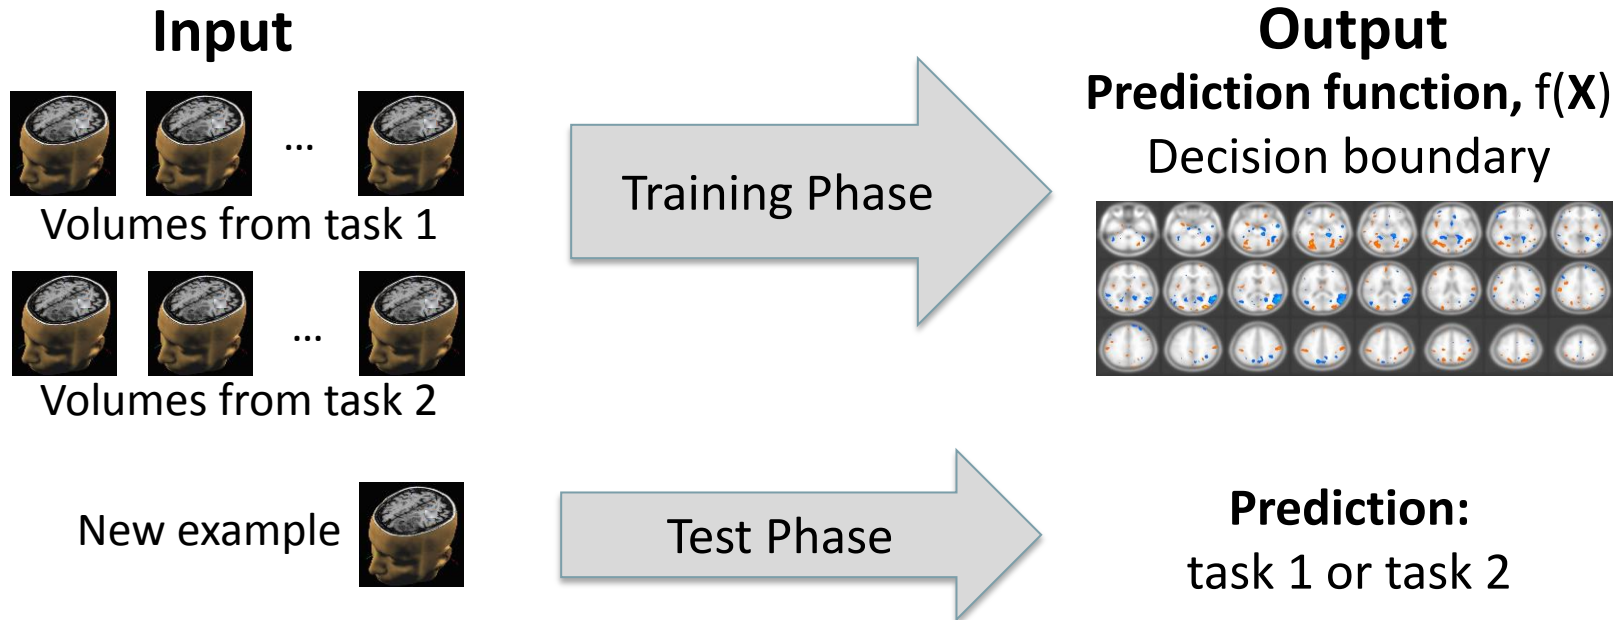 Input
...
Volumes from task 1
...
Volumes from task 2
New example
Training Phase
Test Phase
Output
Prediction function, f(X)
Decision boundary
Prediction:
task 1 or task 2